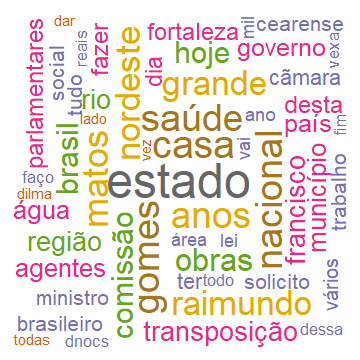 dar
mil
cearense
fortaleza
parlamentares
social
reais
fazer
nordeste
dia
hoje
governo
vexa
tudo
câmara
grande
rio
brasil
lado
matos
saúde
ano
desta
país
fim
casa
vez
vai
nacional
francisco
município
trabalho
estado
faço
dilma
água
gomes
anos
região
comissão
área
lei
obras
agentes
ter
todo
solicito
vários
ministro
raimundo
brasileiro
transposição
dessa
todas
dnocs